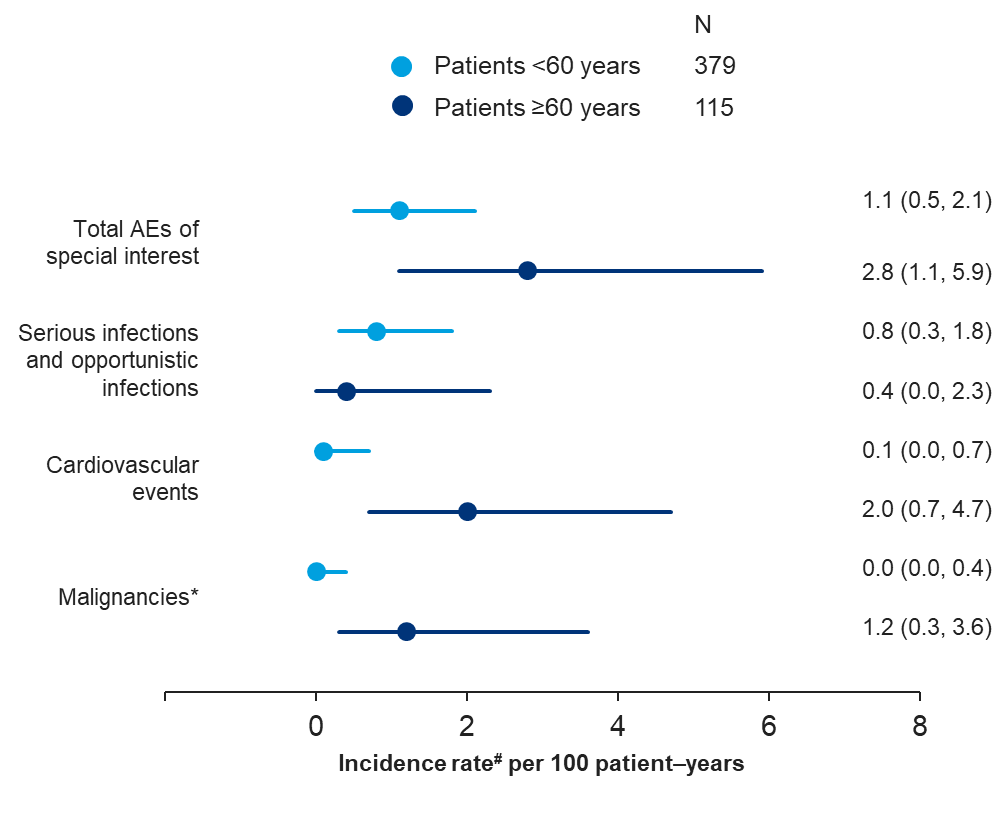 N
Patients <60 years 379
Patients ≥60 years 115
Total AEs of
special interest
1.1 (0.5, 2.1)
2.8 (1.1, 5.9)
Serious infections
and opportunistic
infections
0.8 (0.3, 1.8)
0.4 (0.0, 2.3)
Cardiovascular
events
0.1 (0.0, 0.7)
2.0 (0.7, 4.7)
Malignancies*
0.0 (0.0, 0.4)
1.2 (0.3, 3.6)
0 2 4 6 8
Incidence rate# per 100 patient–years